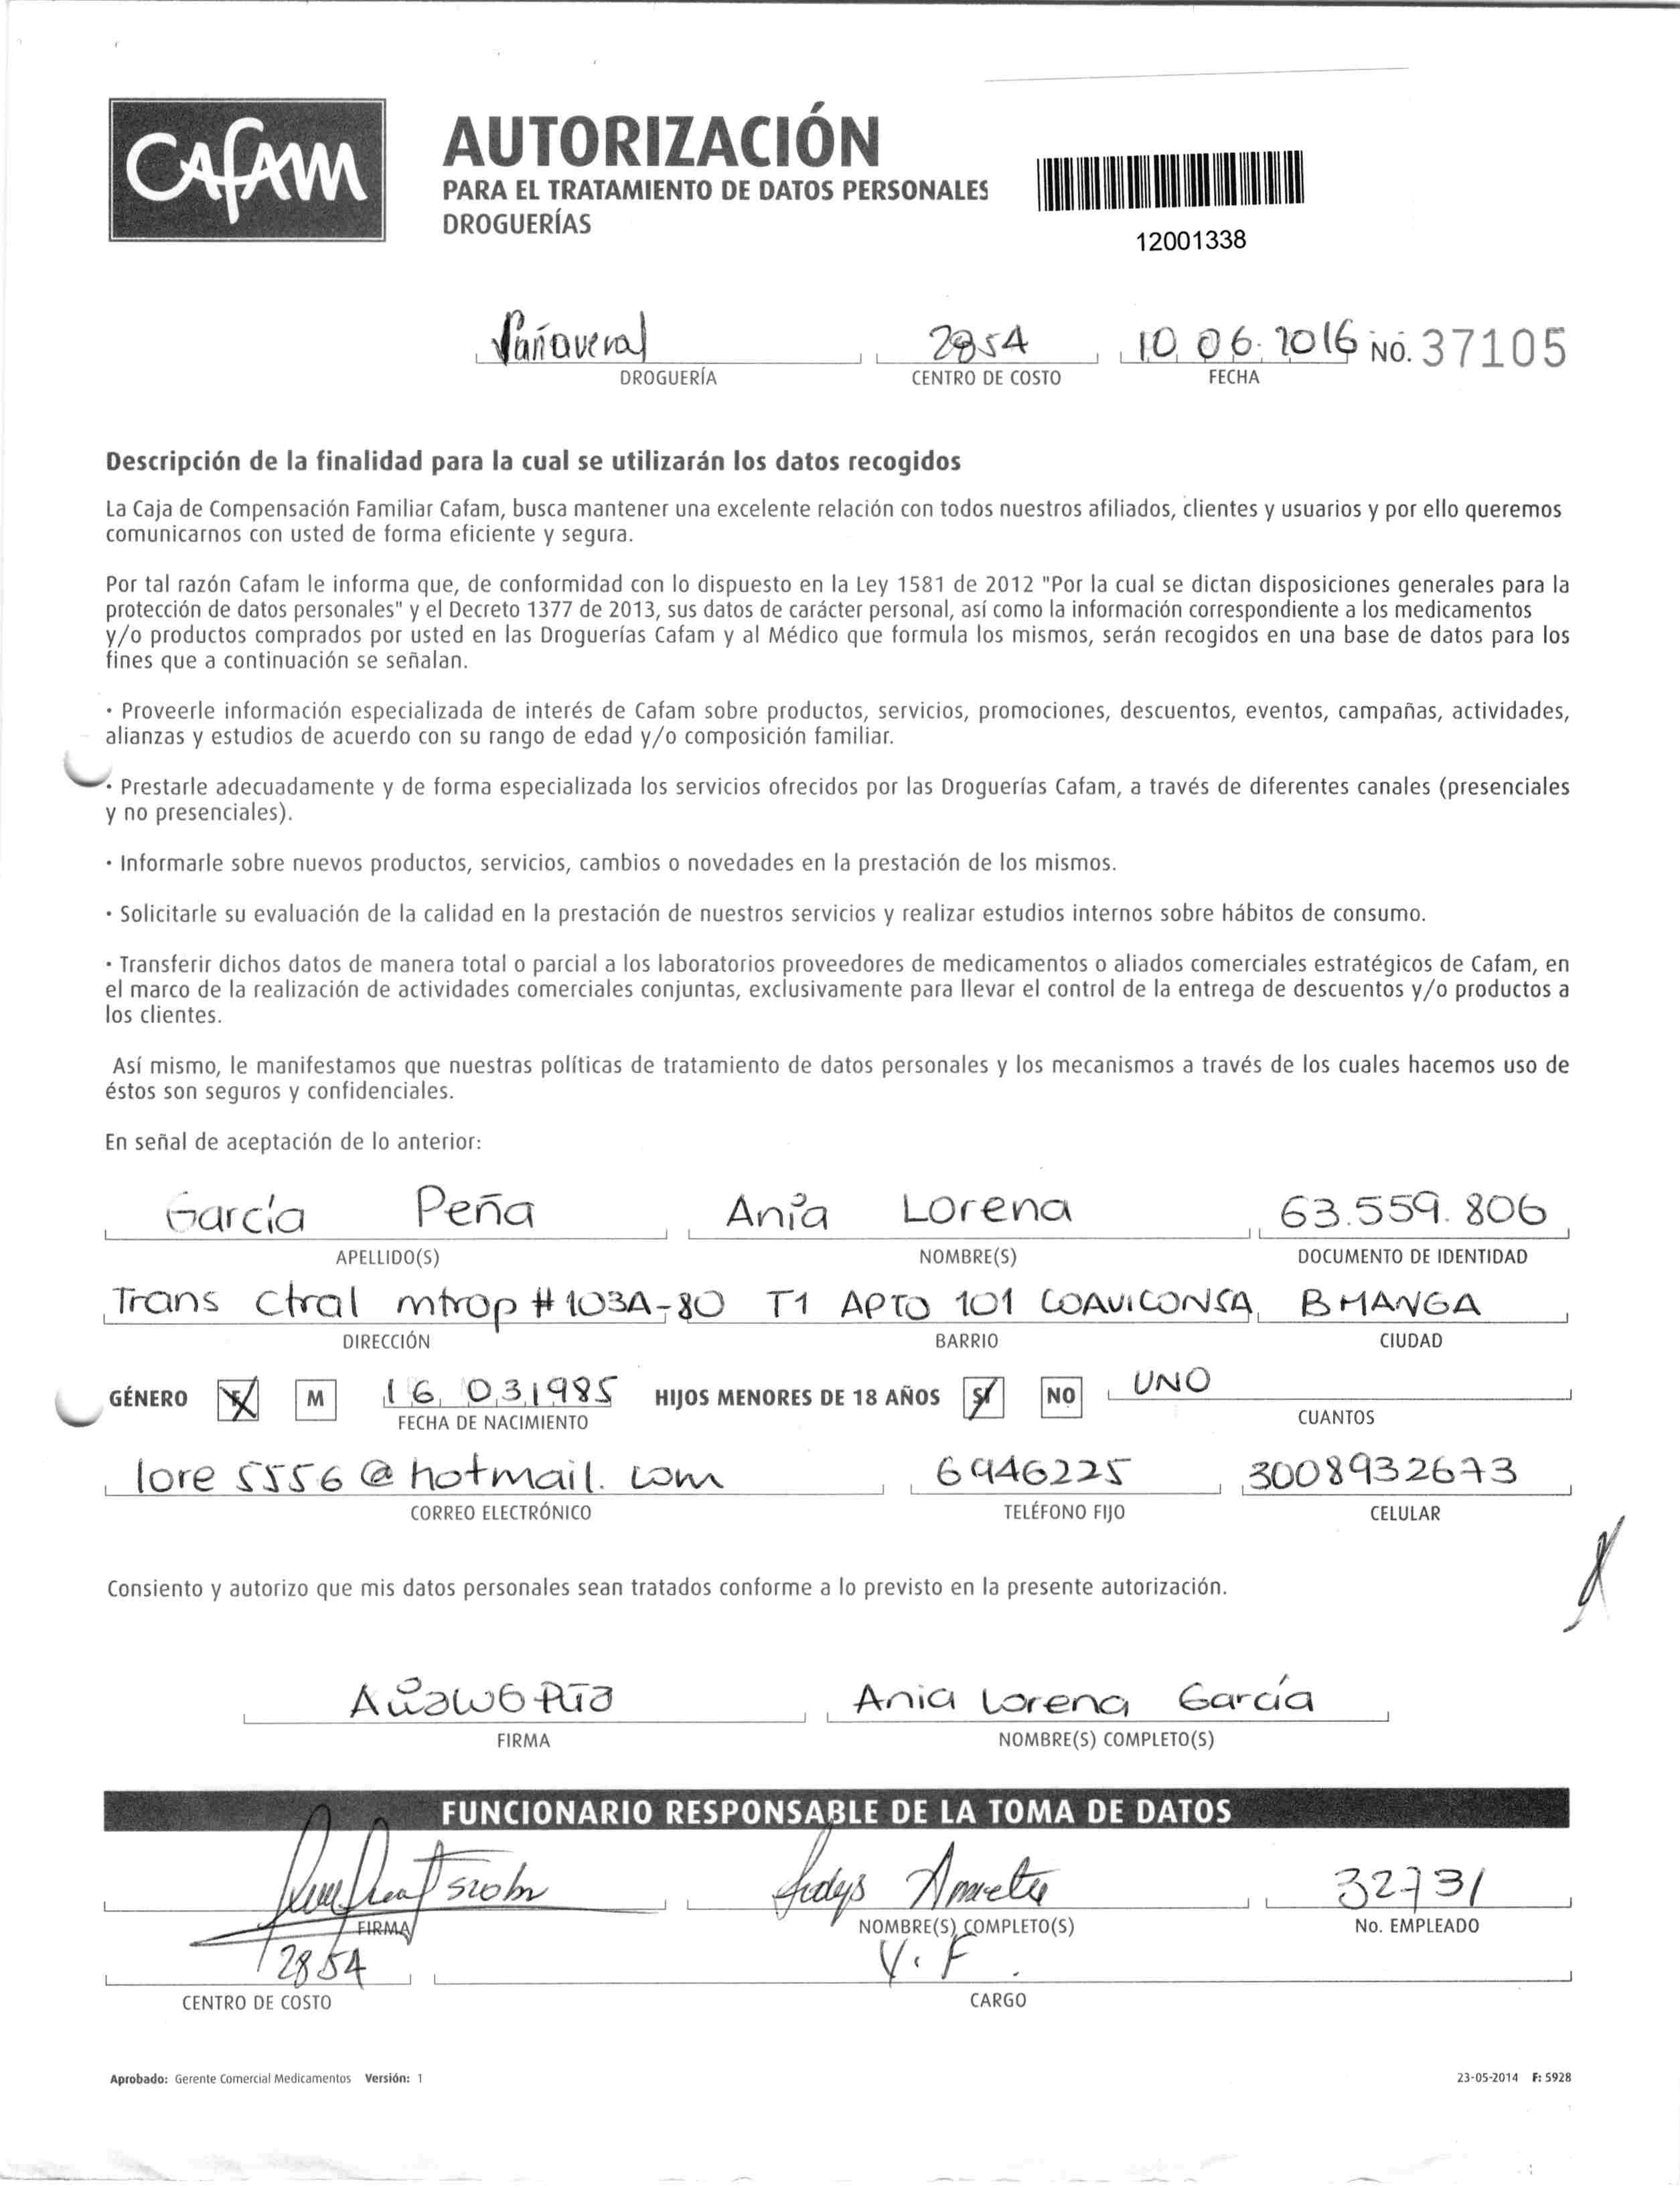 CAFAM
AUTORIZACIÓN
PARA EL TRATAMIENTO DE DATOS PERSONALES
DROGUERÍAS
12001338
Cañaveral 2854 10 06 2016 NO. 37105
DROGUERÍA CENTRO DE COSTO FECHA
Descripción de la finalidad para la cual se utilizarán los datos recogidos
La Caja de Compensación Familiar Cafam, busca mantener una excelente relación con todos nuestros afiliados, clientes y usuarios y por ello queremos
comunicarnos con usted de forma eficiente y segura.
Por tal razón Cafam le informa que, de conformidad con lo dispuesto en la Ley 1581 de 2012 "Por la cual se dictan disposiciones generales para la
protección de datos personales" y el Decreto 1377 de 2013, sus datos de carácter personal, así como la información correspondiente a los medicamentos
y/o productos comprados por usted en las Droguerías Cafam y al Médico que formula los mismos, serán recogidos en una base de datos para los
fines que a continuación se señalan.
· Proveerle información especializada de interés de Cafam sobre productos, servicios, promociones, descuentos, eventos, campañas, actividades,
alianzas y estudios de acuerdo con su rango de edad y/o composición familiar.
· Prestarle adecuadamente y de forma especializada los servicios ofrecidos por las Droguerías Cafam, a través de diferentes canales (presenciales
y no presenciales).
· Informarle sobre nuevos productos, servicios, cambios o novedades en la prestación de los mismos.
· Solicitarle su evaluación de la calidad en la prestación de nuestros servicios y realizar estudios internos sobre hábitos de consumo.
· Transferir dichos datos de manera total o parcial a los laboratorios proveedores de medicamentos o aliados comerciales estratégicos de Cafam, en
el marco de la realización de actividades comerciales conjuntas, exclusivamente para llevar el control de la entrega de descuentos y/o productos a
los clientes.
Así mismo, le manifestamos que nuestras políticas de tratamiento de datos personales y los mecanismos a través de los cuales hacemos uso de
éstos son seguros y confidenciales.
En señal de aceptación de lo anterior:
García Peña Ania Lorena 63.559.806
APELLIDO(S) NOMBRE(S) DOCUMENTO DE IDENTIDAD
Trans Ctral mtrop #103A-80 T1 APTO 101 COAVICONSA BMANGA
DIRECCIÓN BARRIO CIUDAD
GÉNERO F M 16 03 1985 HIJOS MENORES DE 18 AÑOS SÍ NO UNO
FECHA DE NACIMIENTO CUANTOS
lore5556@hotmail.com 6946225 3008932673
CORREO ELECTRÓNICO TELÉFONO FIJO CELULAR
Consiento y autorizo que mis datos personales sean tratados conforme a lo previsto en la presente autorización.
Ania Lorena García
FIRMA NOMBRE(S) COMPLETO(S)
FUNCIONARIO RESPONSABLE DE LA TOMA DE DATOS
32731
FIRMA NOMBRE(S) COMPLETO(S) No. EMPLEADO
2854 V.F.
CENTRO DE COSTO CARGO
Aprobado: Gerente Comercial Medicamentos Versión: 1 23-05-2014 F: 5928